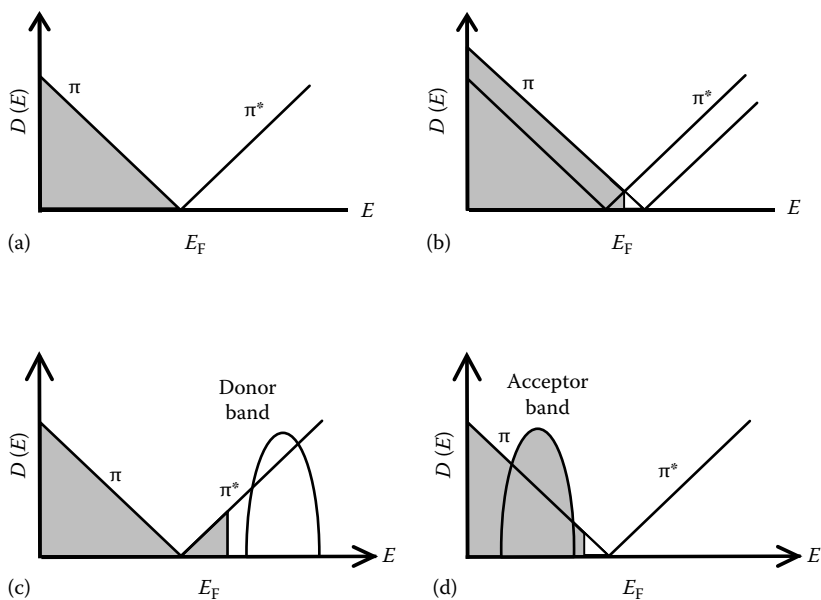 D (E)
π
π*
E
E_F
(a)
D (E)
π
π*
E
E_F
(b)
D (E)
π
π*
Donor
band
E
E_F
(c)
D (E)
π
Acceptor
band
π*
E
E_F
(d)